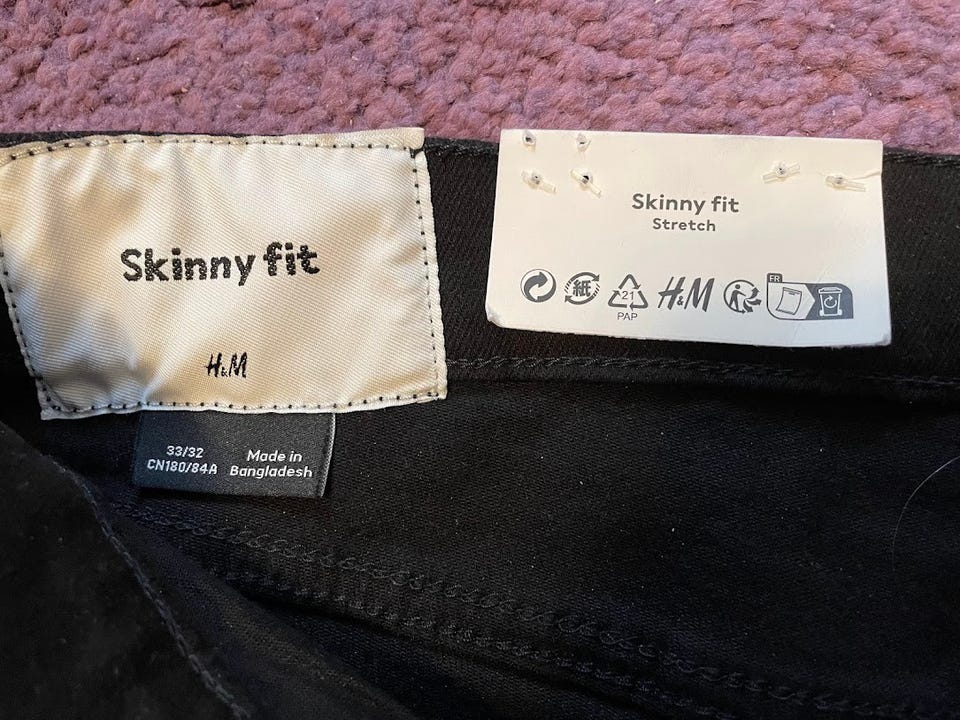 Skinny fit
H&M
33/32
CN180/84A
Made in
Bangladesh
Skinny fit
Stretch
紙
21
PAP
H&M
FR